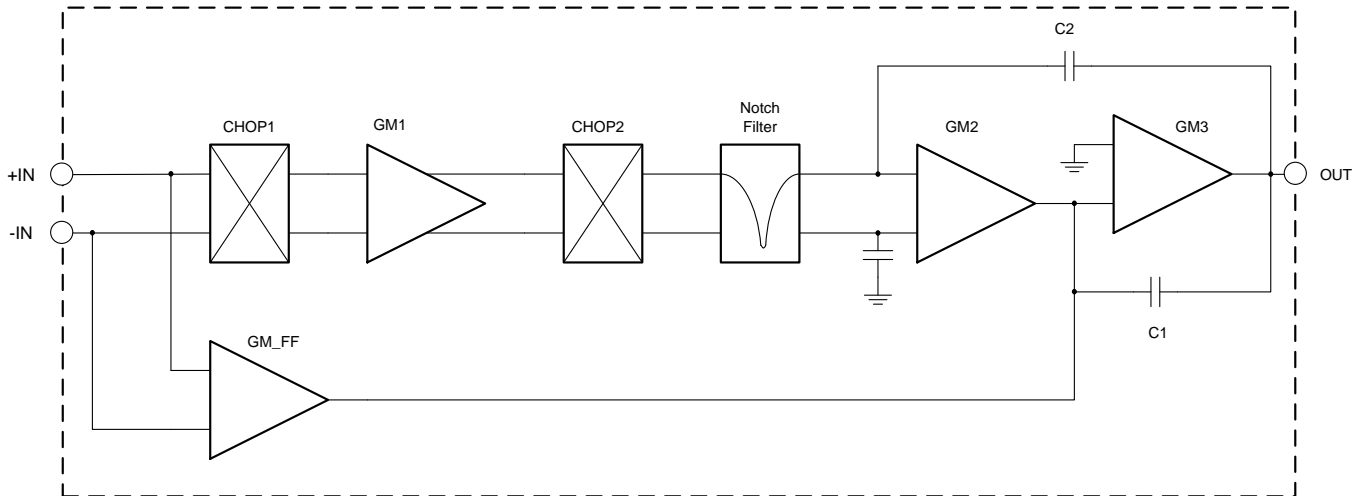 C2
CHOP1
GM1
CHOP2
Notch
Filter
GM2
GM3
+IN
-IN
OUT
GM_FF
C1